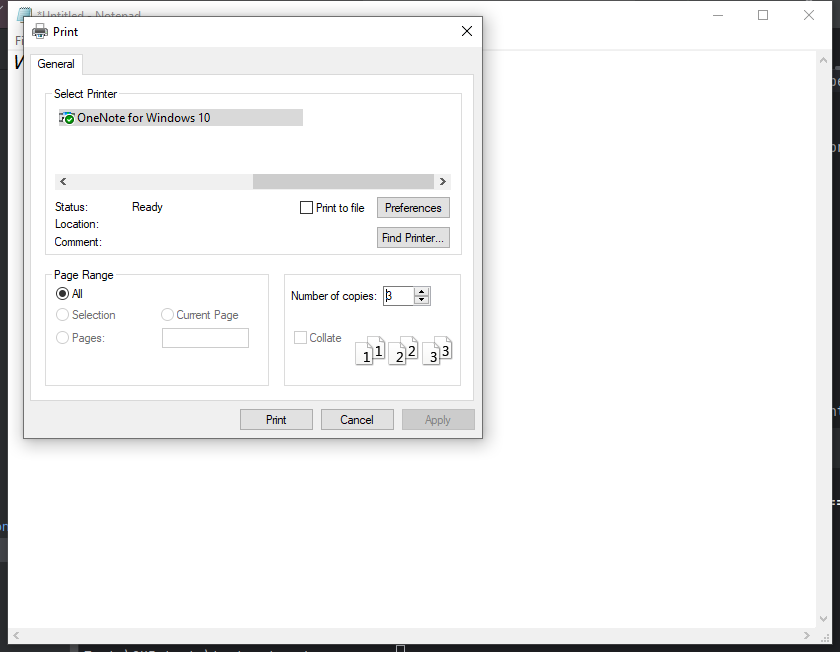 *Untitled - Notepad
Print
General
Select Printer
OneNote for Windows 10
Status: Ready
Print to file
Preferences
Location:
Comment:
Find Printer...
Page Range
All
Selection
Current Page
Pages:
Number of copies: 3
Collate
1 1 2 2 3 3
Print
Cancel
Apply